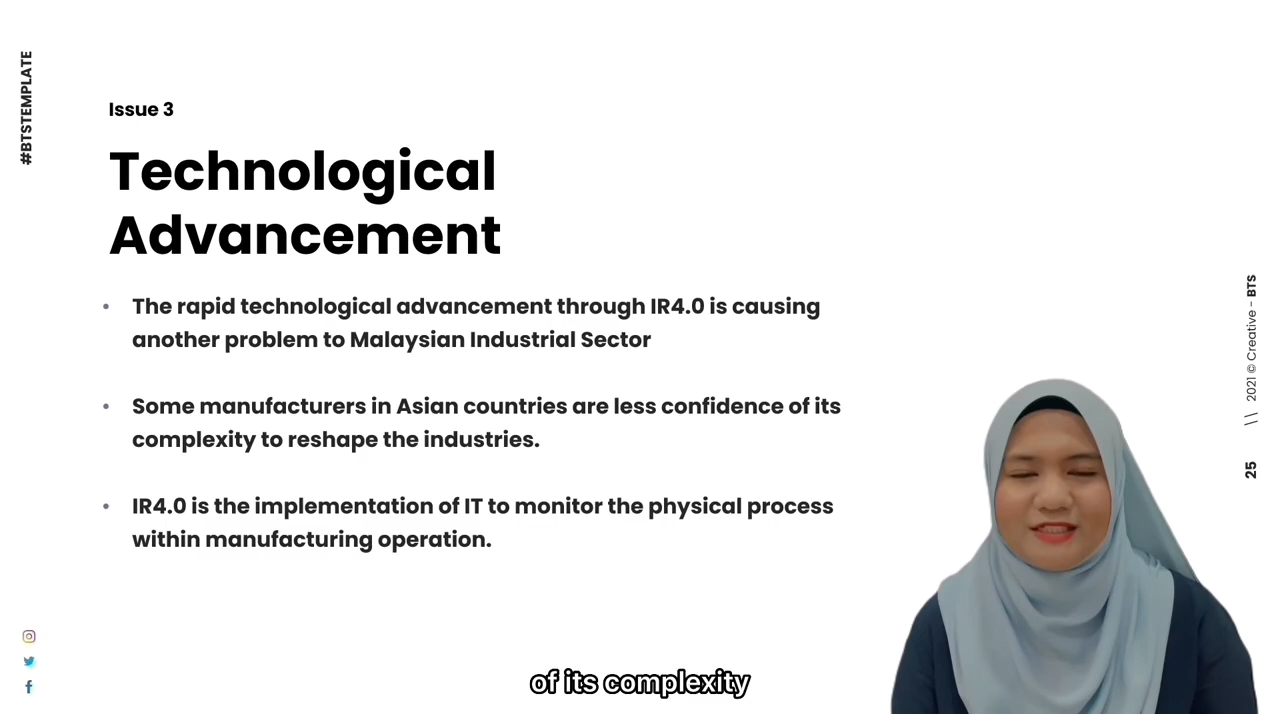 #BTSTEMPLATE
Issue 3
Technological
Advancement
• The rapid technological advancement through IR4.0 is causing
another problem to Malaysian Industrial Sector
• Some manufacturers in Asian countries are less confidence of its
complexity to reshape the industries.
• IR4.0 is the implementation of IT to monitor the physical process
within manufacturing operation.
2021 © Creative - BTS
\\
25
of its complexity